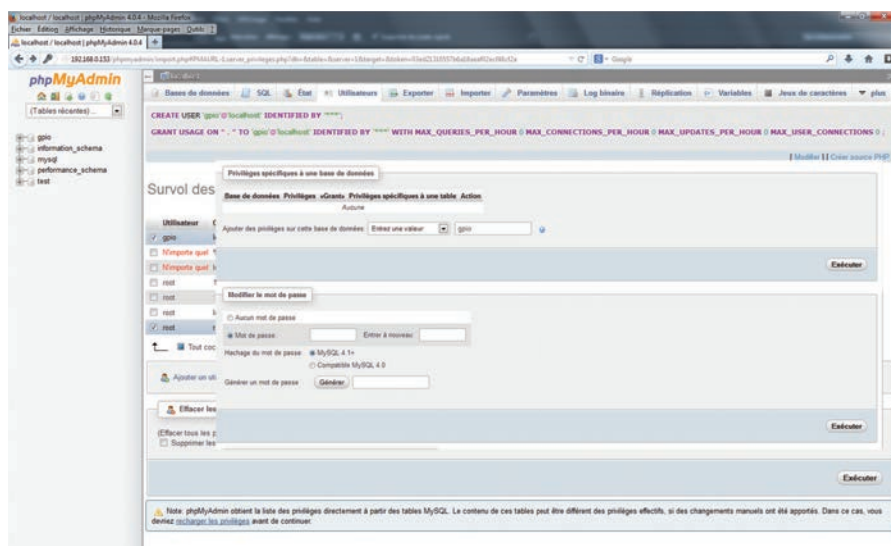 localhost / localhost | phpMyAdmin 4.0.4 - Mozilla Firefox
Fichier Édition Affichage Historique Marque-pages Outils ?
localhost / localhost | phpMyAdmin 4.0.4
192.168.0.153
Google
phpMyAdmin
(Tables récentes) ...
gpio
information_schema
mysql
performance_schema
test
localhost
Bases de données SQL État Utilisateurs Exporter Importer Paramètres Log binaire Réplication Variables Jeux de caractères plus
CREATE USER 'gpio'@'localhost' IDENTIFIED BY '***';
GRANT USAGE ON * . * TO 'gpio'@'localhost' IDENTIFIED BY '***' WITH MAX_QUERIES_PER_HOUR 0 MAX_CONNECTIONS_PER_HOUR 0 MAX_UPDATES_PER_HOUR 0 MAX_USER_CONNECTIONS 0 ;
[ Modifier ] [ Créer source PHP
Survol des
Utilisateur
gpio
N'importe quel
N'importe quel
root
root
root
root
Tout coc
Ajouter un uti
Effacer les
(Effacer tous les p
Supprimer les
Privilèges spécifiques à une base de données
Base de données Privilèges «Grant» Privilèges spécifiques à une table Action
Aucune
Ajouter des privilèges sur cette base de données Entrez une valeur gpio
Exécuter
Modifier le mot de passe
Aucun mot de passe
Mot de passe: Entrer à nouveau:
Hachage du mot de passe: MySQL 4.1+
Compatible MySQL 4.0
Générer un mot de passe Générer
Exécuter
Exécuter
Note: phpMyAdmin obtient la liste des privilèges directement à partir des tables MySQL. Le contenu de ces tables peut être différent des privilèges effectifs, si des changements manuels ont été apportés. Dans ce cas, vous
devriez recharger les privilèges avant de continuer.